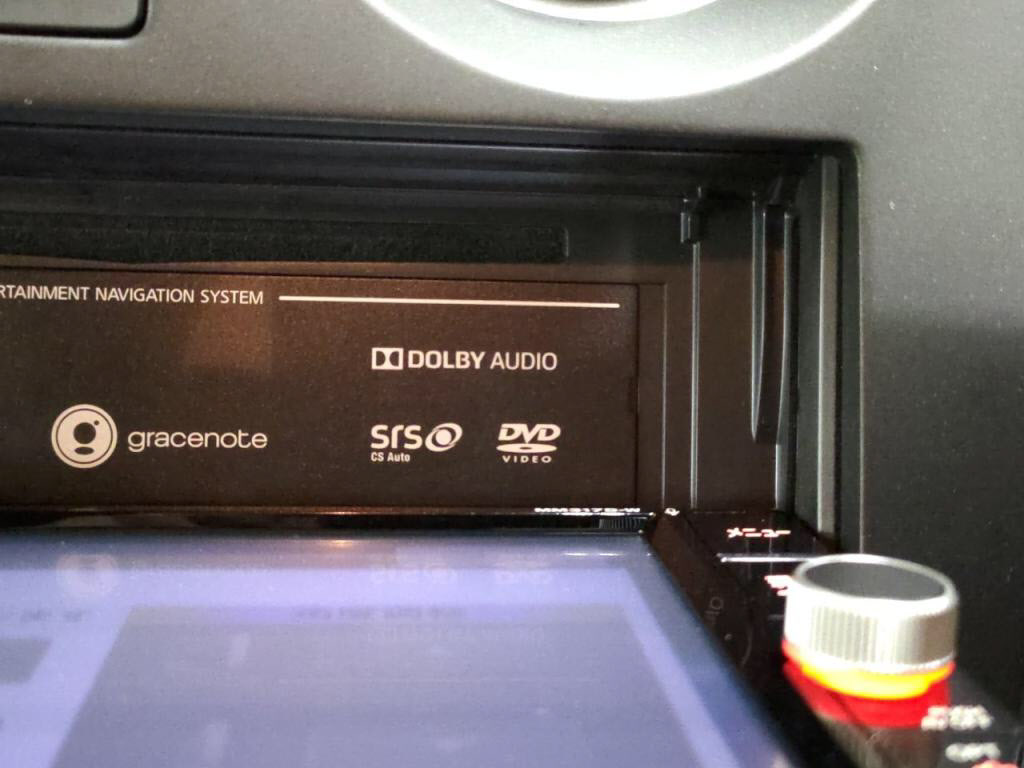 RTAINMENT NAVIGATION SYSTEM
DOLBY AUDIO
gracenote
SRS
CS Auto
DVD
VIDEO
メニュー